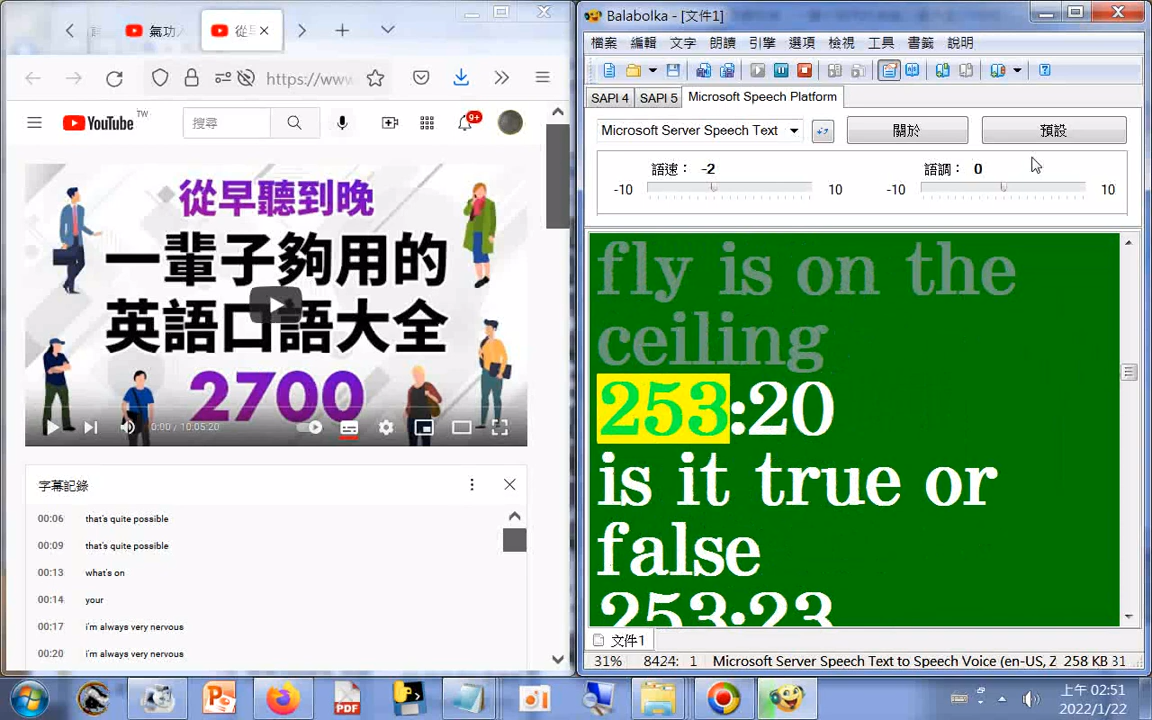 氣功
從
https://www
YouTube TW
搜尋
9+
從早聽到晚
一輩子夠用的
英語口語大全
2700
0:00 / 10:05:20
字幕記錄
00:06 that's quite possible
00:09 that's quite possible
00:13 what's on
00:14 your
00:17 i'm always very nervous
00:20 i'm always very nervous
Balabolka - [文件1]
檔案 編輯 文字 朗讀 引擎 選項 檢視 工具 書籤 說明
SAPI 4 SAPI 5 Microsoft Speech Platform
Microsoft Server Speech Text 關於 預設
語速： -2 語調： 0
-10 10 -10 10
fly is on the
ceiling
253:20
is it true or
false
253:23
文件1
31% 8424: 1 Microsoft Server Speech Text to Speech Voice (en-US, Z 258 KB 31
PDF
上午 02:51
2022/1/22